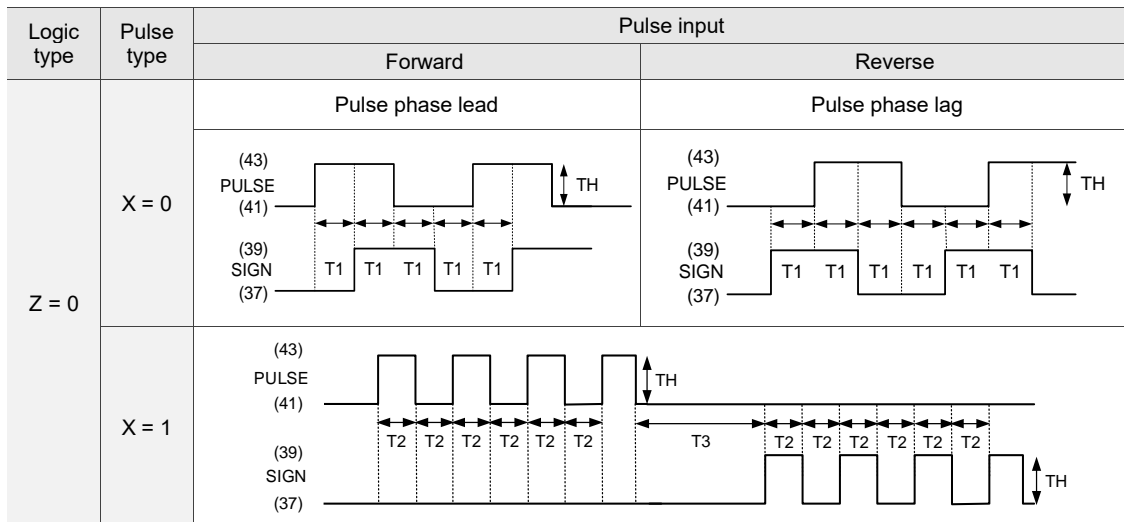 Logic type
Pulse type
Pulse input
Forward
Reverse
Z = 0
X = 0
Pulse phase lead
Pulse phase lag
(43)
PULSE
(41)
TH
(39)
SIGN
(37)
T1 T1 T1 T1 T1
(43)
PULSE
(41)
TH
(39)
SIGN
(37)
T1 T1 T1 T1 T1 T1
X = 1
(43)
PULSE
(41)
TH
T2 T2 T2 T2 T2 T2 T3 T2 T2 T2 T2 T2 T2
(39)
SIGN
(37)
TH